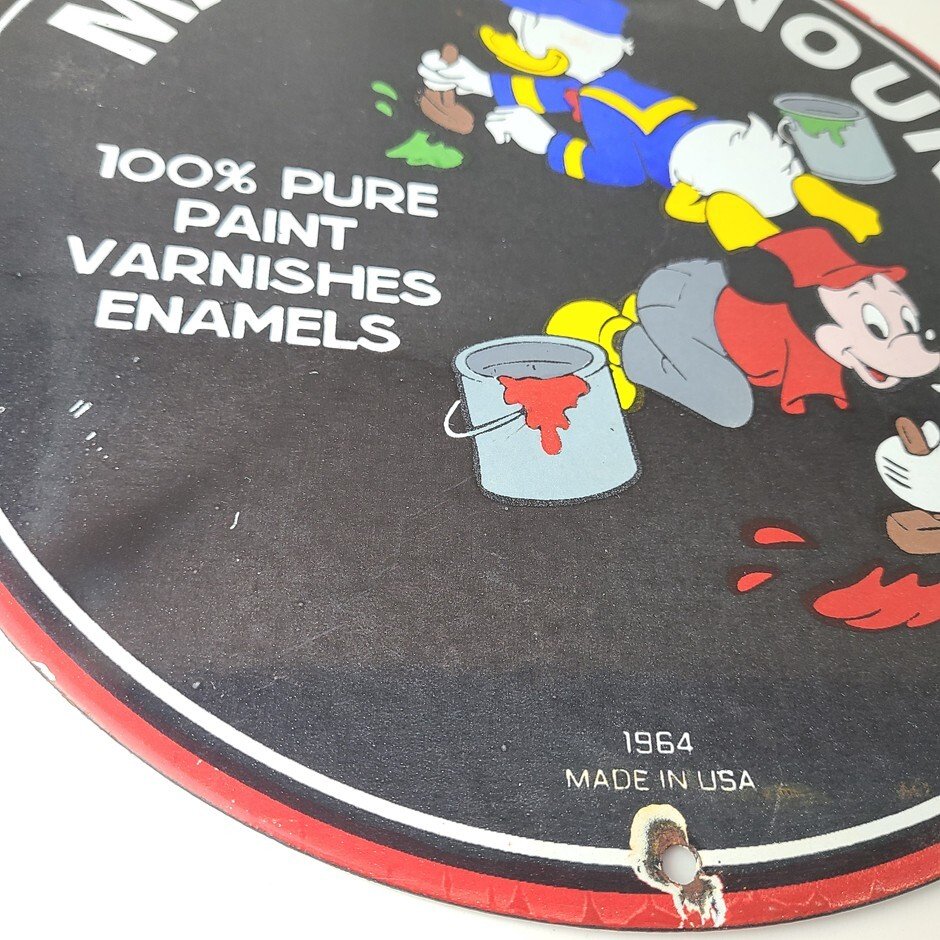 100% PURE
PAINT
VARNISHES
ENAMELS
1964
MADE IN USA